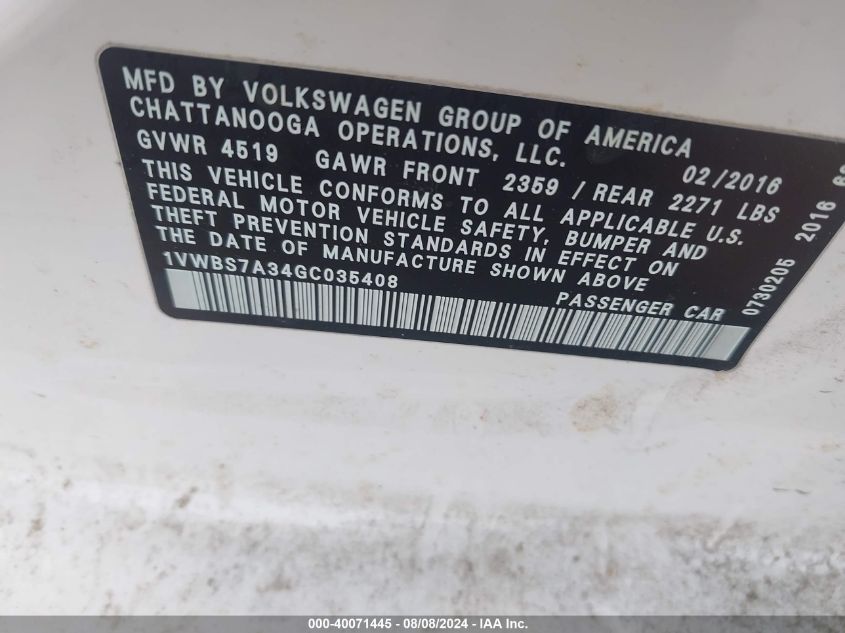 MFD BY VOLKSWAGEN GROUP OF AMERICA
CHATTANOOGA OPERATIONS, LLC.
02/2016
GVWR 4519 GAWR FRONT 2359 / REAR 2271 LBS
THIS VEHICLE CONFORMS TO ALL APPLICABLE U.S.
FEDERAL MOTOR VEHICLE SAFETY, BUMPER AND
THEFT PREVENTION STANDARDS IN EFFECT ON
THE DATE OF MANUFACTURE SHOWN ABOVE
1VWBS7A34GC035408
PASSENGER CAR
0730205 2016
000-40071445 - 08/08/2024 - IAA Inc.